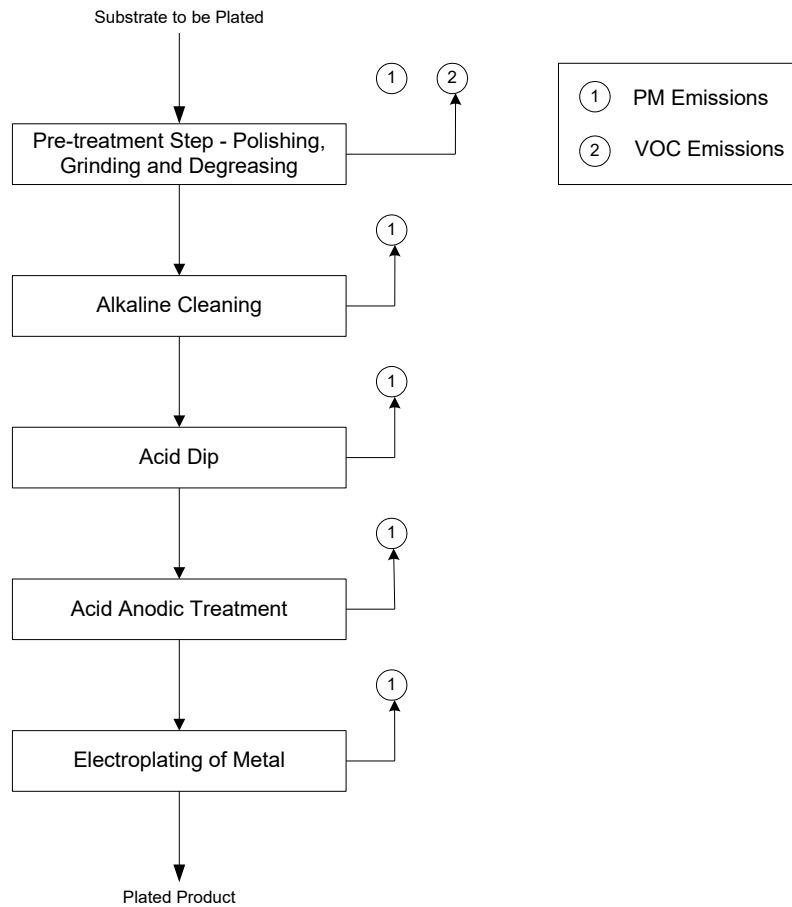 Substrate to be Plated
1 2
1 PM Emissions
Pre-treatment Step - Polishing,
Grinding and Degreasing
2 VOC Emissions
1
Alkaline Cleaning
1
Acid Dip
1
Acid Anodic Treatment
1
Electroplating of Metal
Plated Product